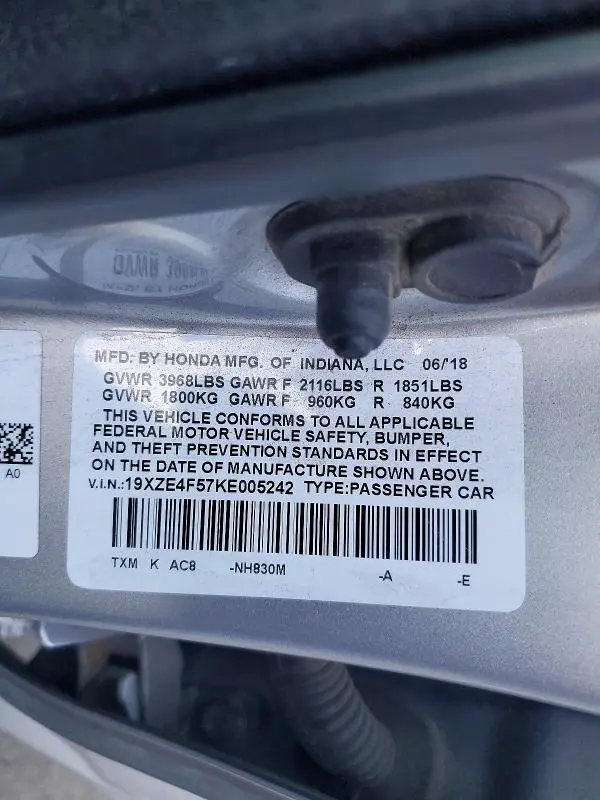 MFD. BY HONDA MFG. OF INDIANA, LLC 06/'18
GVWR 3968LBS GAWR F 2116LBS R 1851LBS
GVWR 1800KG GAWR F 960KG R 840KG
THIS VEHICLE CONFORMS TO ALL APPLICABLE
FEDERAL MOTOR VEHICLE SAFETY, BUMPER,
AND THEFT PREVENTION STANDARDS IN EFFECT
ON THE DATE OF MANUFACTURE SHOWN ABOVE.
V.I.N.:19XZE4F57KE005242 TYPE:PASSENGER CAR
TXM K AC8 -NH830M -A -E
A0